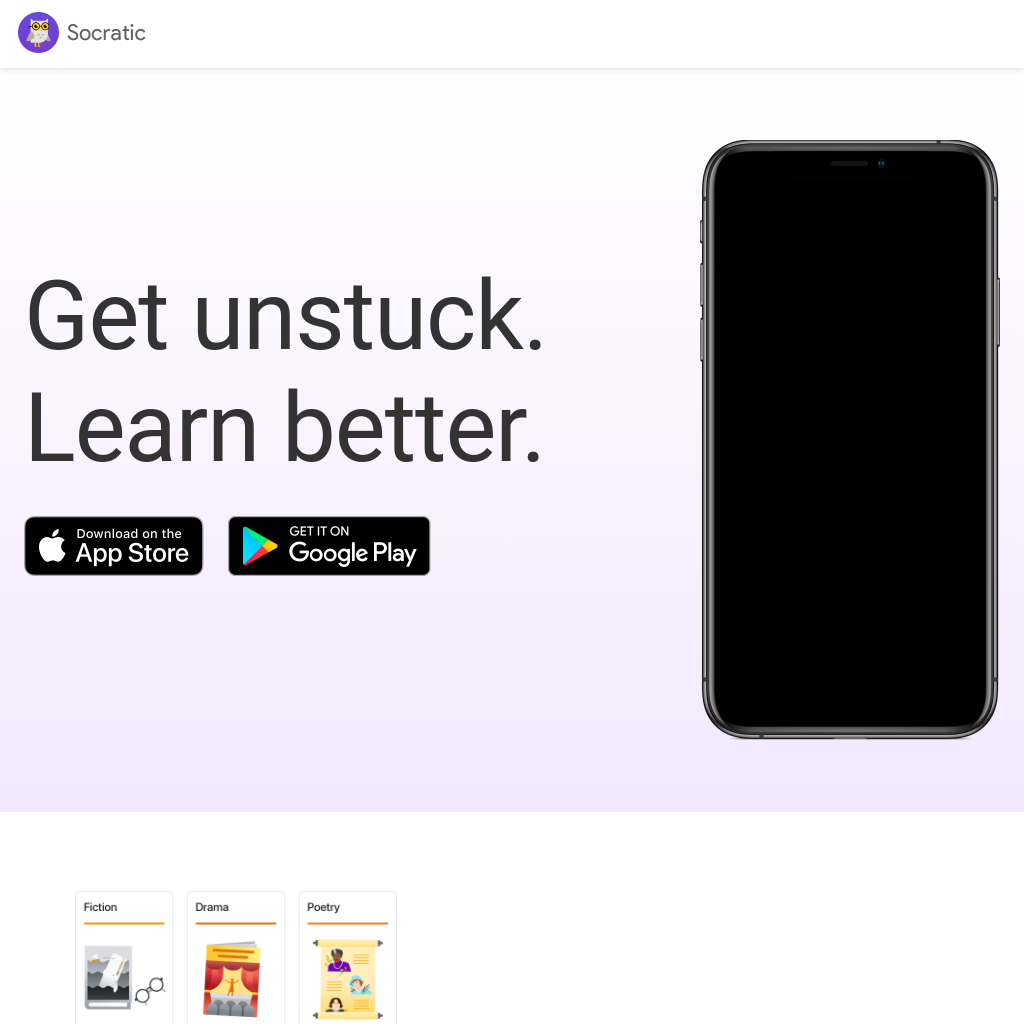 Socratic
Get unstuck.
Learn better.
Download on the
App Store
GET IT ON
Google Play
Fiction
Drama
Poetry